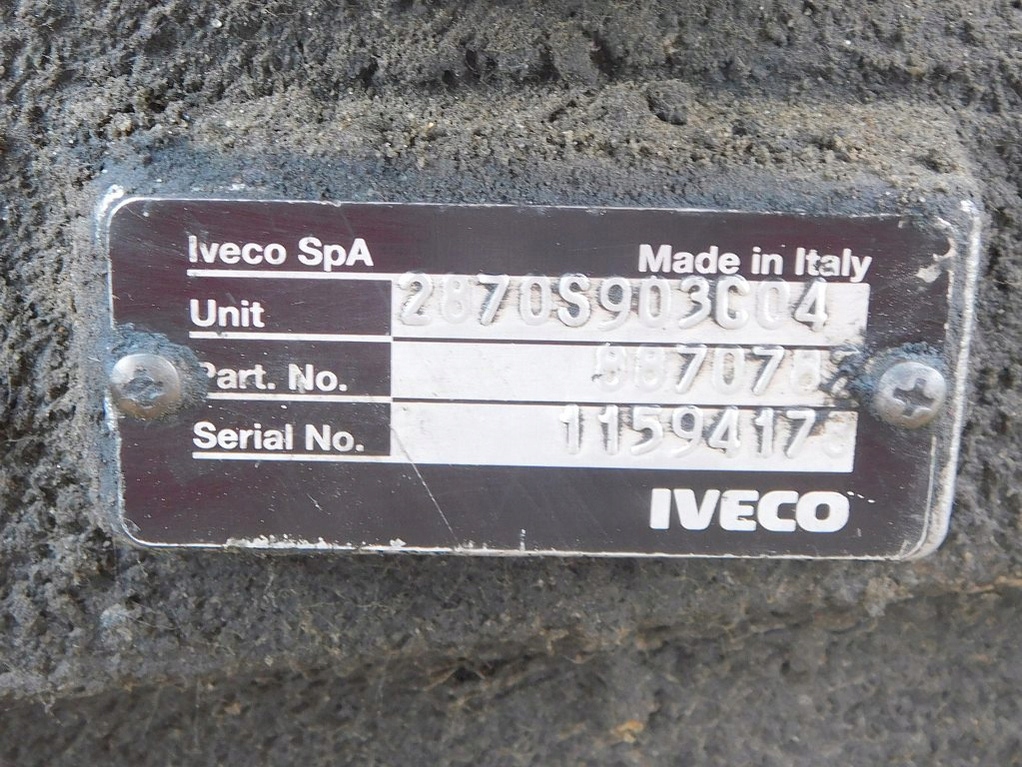 Iveco SpA Made in Italy
Unit 2870S903C04
Part. No.
Serial No.
IVECO